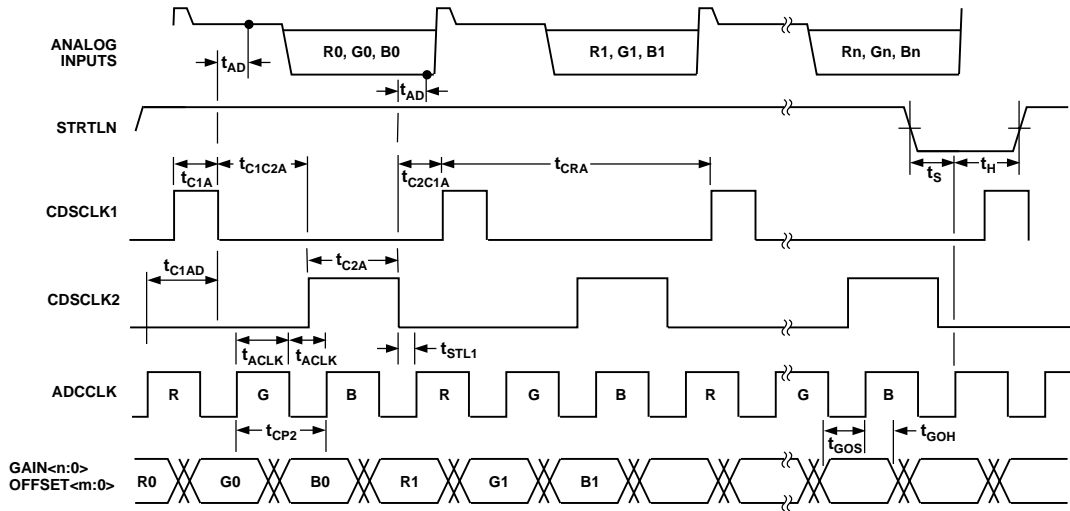 ANALOG
INPUTS
R0, G0, B0
R1, G1, B1
Rn, Gn, Bn
tAD
tAD
STRTLN
tC1A
tC1C2A
tC2C1A
tCRA
tS
tH
CDSCLK1
tC1AD
tC2A
CDSCLK2
tACLK
tACLK
tSTL1
ADCCLK
R
G
B
R
G
B
R
G
B
tCP2
tGOS
tGOH
GAIN<n:0>
OFFSET<m:0>
R0
G0
B0
R1
G1
B1